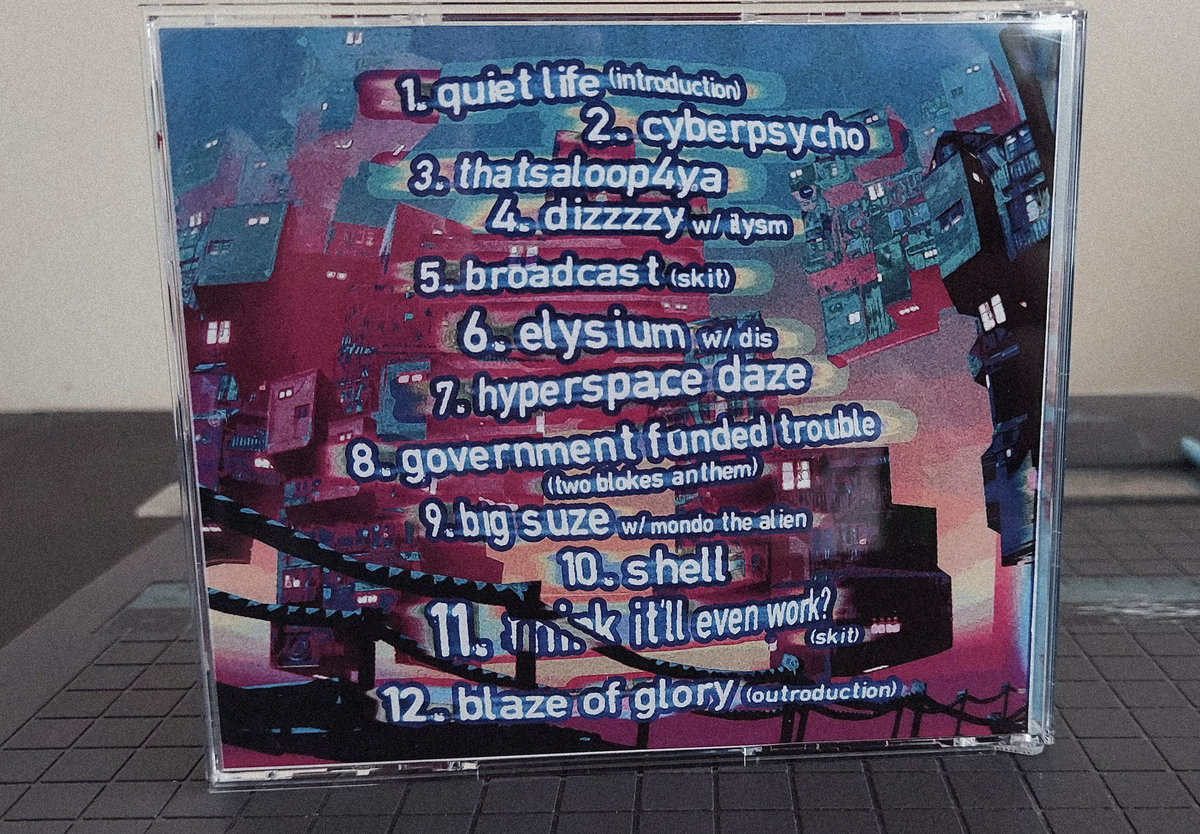 1. quiet life (introduction)
2. cyberpsycho
3. thatsaloop4ya
4. dizzzzy w/ ilysm
5. broadcast (skit)
6. elysium w/ dis
7. hyperspace daze
8. government funded trouble
(two blokes anthem)
9. big suze w/ mondo the alien
10. shell
11. think it'll even work?
(skit)
12. blaze of glory (outroduction)